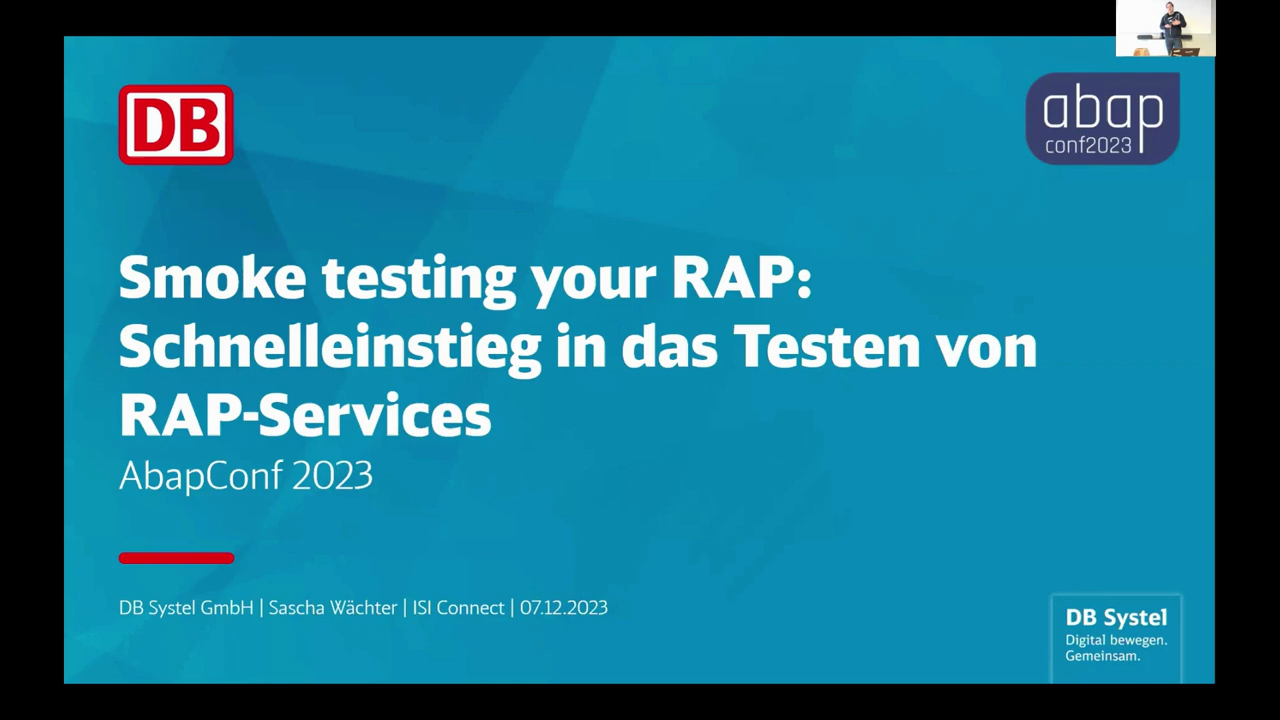 DB
abap
conf2023
Smoke testing your RAP:
Schnelleinstieg in das Testen von
RAP-Services
AbapConf 2023
DB Systel GmbH | Sascha Wächter | ISI Connect | 07.12.2023
DB Systel
Digital bewegen.
Gemeinsam.